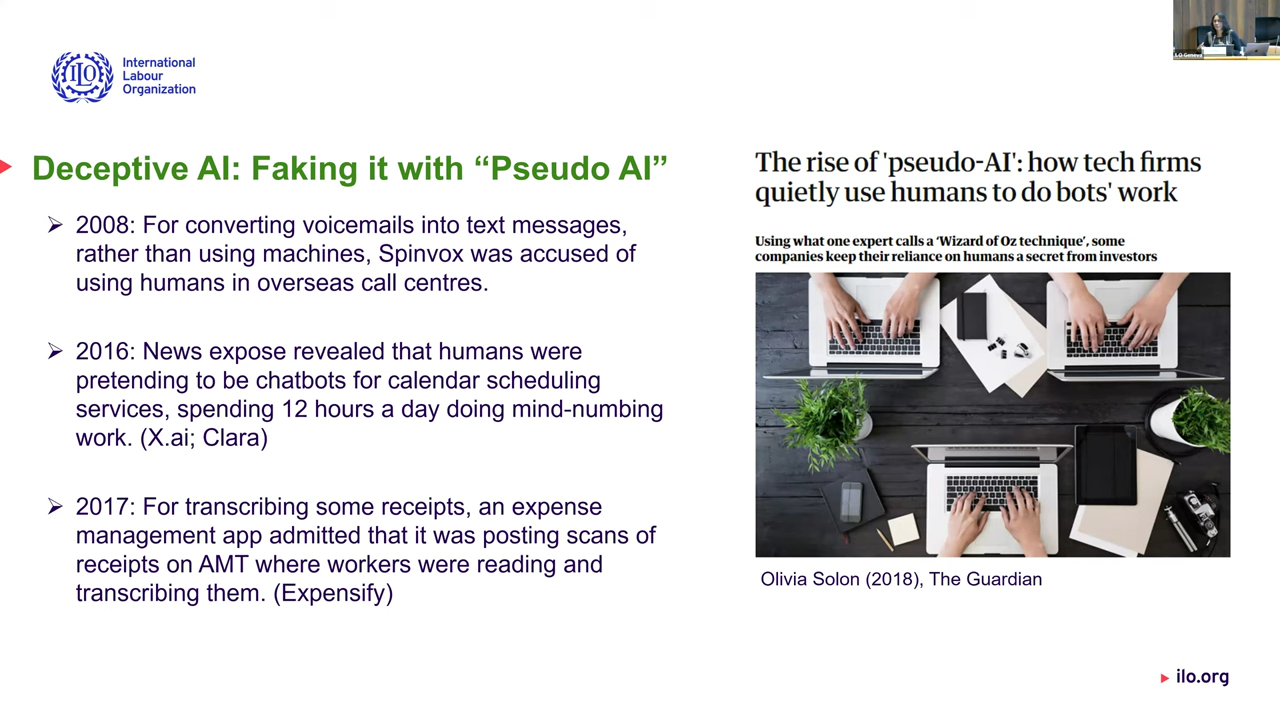 International
Labour
Organization
Deceptive AI: Faking it with “Pseudo AI”
➢ 2008: For converting voicemails into text messages,
rather than using machines, Spinvox was accused of
using humans in overseas call centres.
➢ 2016: News expose revealed that humans were
pretending to be chatbots for calendar scheduling
services, spending 12 hours a day doing mind-numbing
work. (X.ai; Clara)
➢ 2017: For transcribing some receipts, an expense
management app admitted that it was posting scans of
receipts on AMT where workers were reading and
transcribing them. (Expensify)
The rise of 'pseudo-AI': how tech firms
quietly use humans to do bots' work
Using what one expert calls a ‘Wizard of Oz technique’, some
companies keep their reliance on humans a secret from investors
Olivia Solon (2018), The Guardian
ilo.org
ILO Geneva